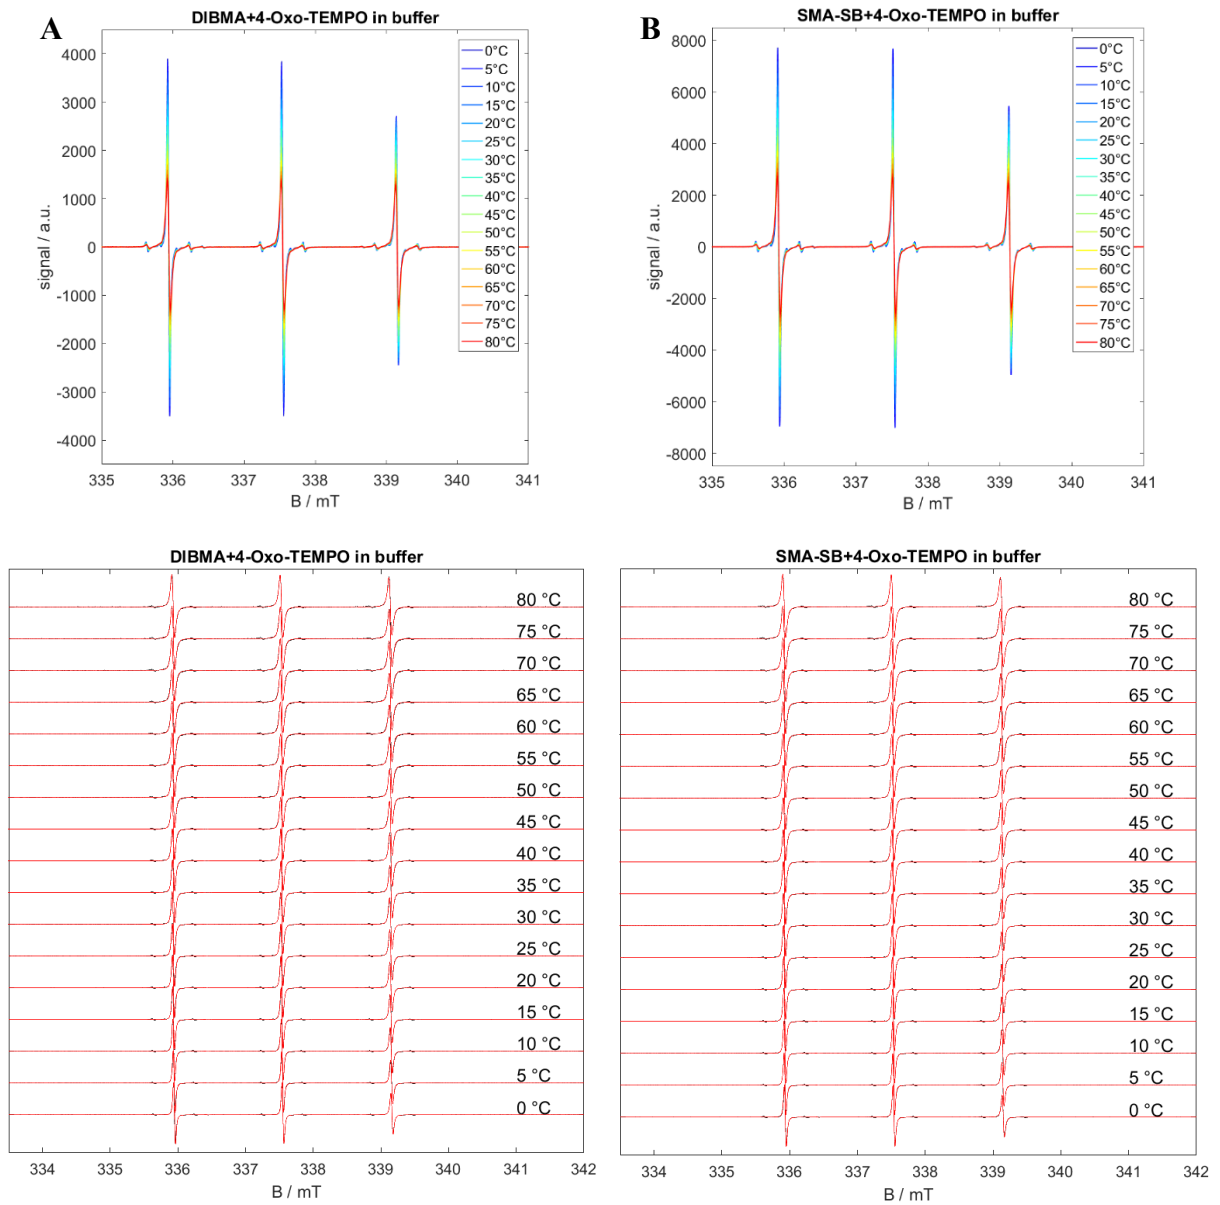 A
DIBMA+4-Oxo-TEMPO in buffer
4000
3000
2000
1000
0
-1000
-2000
-3000
-4000
signal / a.u.
0°C
5°C
10°C
15°C
20°C
25°C
30°C
35°C
40°C
45°C
50°C
55°C
60°C
65°C
70°C
75°C
80°C
335 336 337 338 339 340 341
B / mT
B
SMA-SB+4-Oxo-TEMPO in buffer
8000
6000
4000
2000
0
-2000
-4000
-6000
-8000
signal / a.u.
0°C
5°C
10°C
15°C
20°C
25°C
30°C
35°C
40°C
45°C
50°C
55°C
60°C
65°C
70°C
75°C
80°C
335 336 337 338 339 340 341
B / mT
DIBMA+4-Oxo-TEMPO in buffer
80 °C
75 °C
70 °C
65 °C
60 °C
55 °C
50 °C
45 °C
40 °C
35 °C
30 °C
25 °C
20 °C
15 °C
10 °C
5 °C
0 °C
334 335 336 337 338 339 340 341 342
B / mT
SMA-SB+4-Oxo-TEMPO in buffer
80 °C
75 °C
70 °C
65 °C
60 °C
55 °C
50 °C
45 °C
40 °C
35 °C
30 °C
25 °C
20 °C
15 °C
10 °C
5 °C
0 °C
334 335 336 337 338 339 340 341 342
B / mT